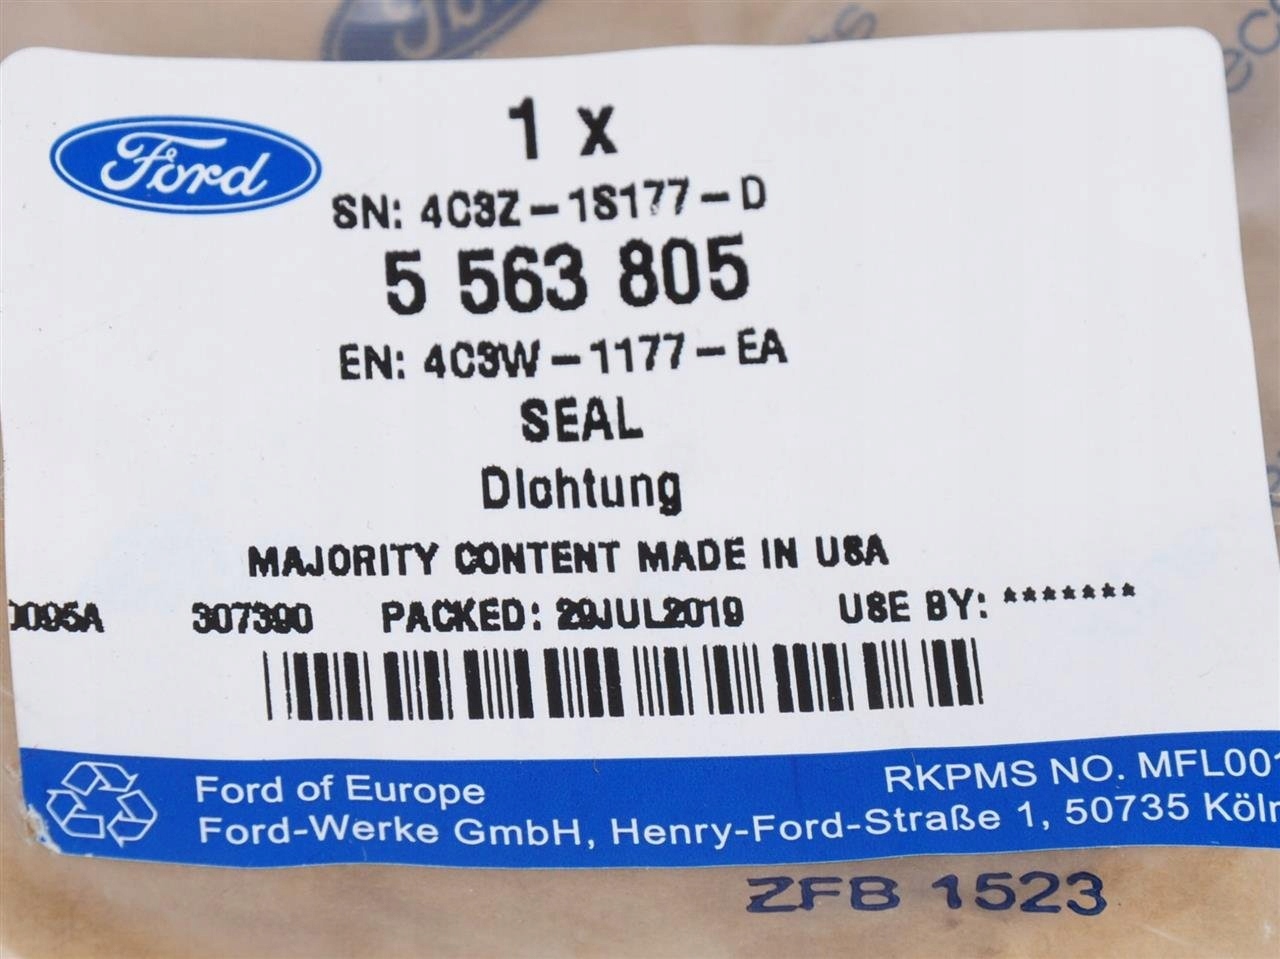 Ford
1 x
SN: 4C3Z-1S177-D
5 563 805
EN: 4C3W-1177-EA
SEAL
Dichtung
MAJORITY CONTENT MADE IN USA
0095A 307390 PACKED: 29JUL2019 USE BY: *******
Ford of Europe RKPMS NO. MFL001
Ford-Werke GmbH, Henry-Ford-Straße 1, 50735 Köln
ZFB 1523